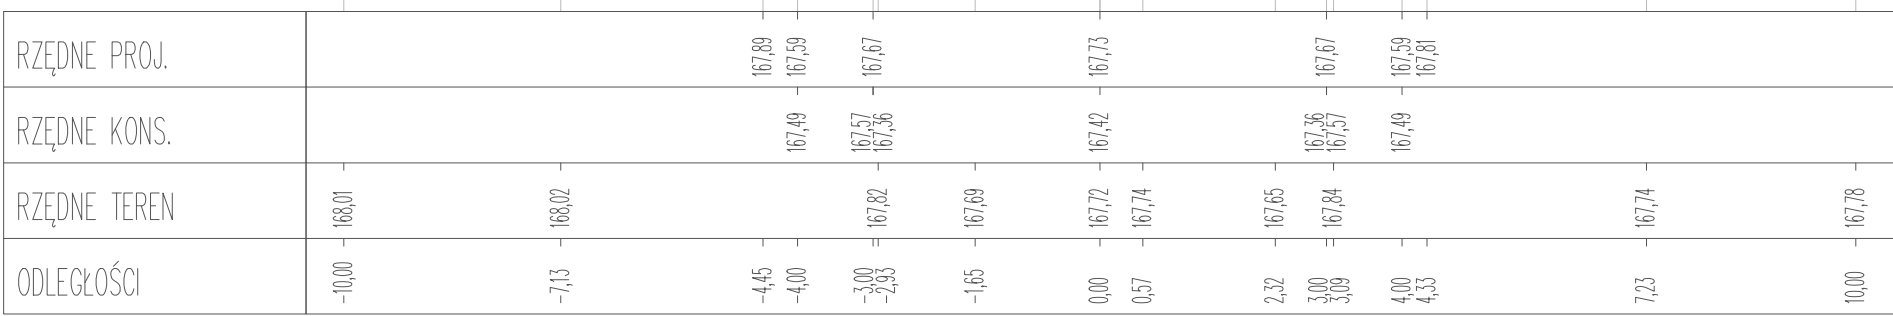 RZĘDNE PROJ. 167,89 167,59 167,67 167,73 167,67 167,59 167,81
RZĘDNE KONS. 167,49 167,57 167,36 167,42 167,36 167,57 167,49
RZĘDNE TEREN 168,01 168,02 167,82 167,69 167,72 167,74 167,65 167,84 167,74 167,78
ODLEGŁOŚCI -10,00 -7,13 -4,45 -4,00 -3,00 -2,93 -1,65 0,00 0,57 2,32 3,00 3,09 4,00 4,33 7,23 10,00